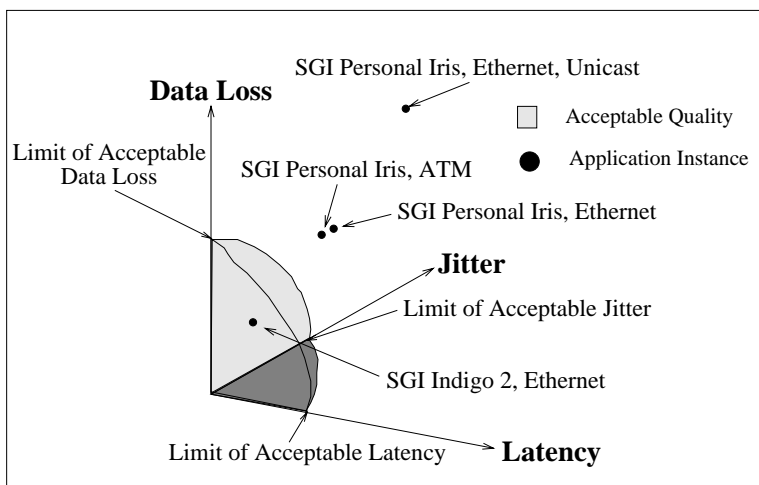 SGI Personal Iris, Ethernet, Unicast
Data Loss
Acceptable Quality
Limit of Acceptable
Data Loss
Application Instance
SGI Personal Iris, ATM
SGI Personal Iris, Ethernet
Jitter
Limit of Acceptable Jitter
SGI Indigo 2, Ethernet
Limit of Acceptable Latency
Latency